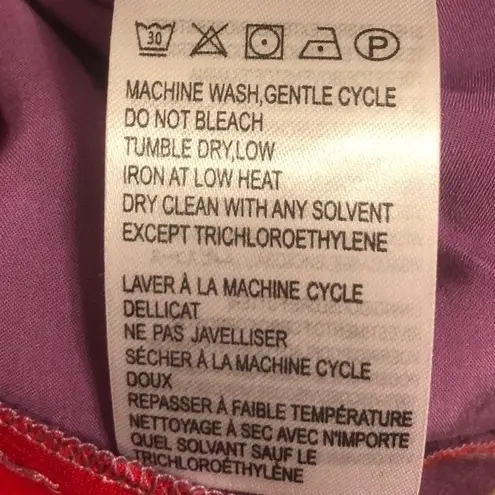 30 P
MACHINE WASH,GENTLE CYCLE
DO NOT BLEACH
TUMBLE DRY,LOW
IRON AT LOW HEAT
DRY CLEAN WITH ANY SOLVENT
EXCEPT TRICHLOROETHYLENE
LAVER À LA MACHINE CYCLE
DELLICAT
NE PAS JAVELLISER
SÉCHER À LA MACHINE CYCLE
DOUX
REPASSER À FAIBLE TEMPÉRATURE
NETTOYAGE À SEC AVEC N'IMPORTE
QUEL SOLVANT SAUF LE
TRICHLOROÉTHYLÈNE